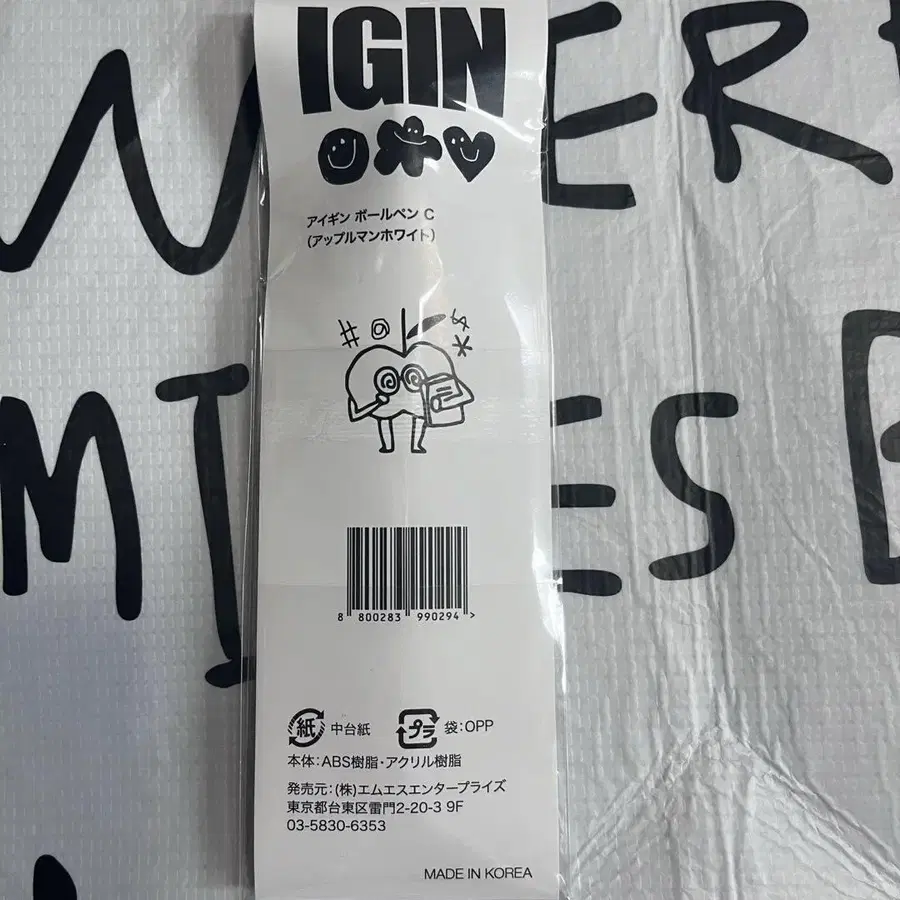 IGIN
アイギン ボールペン C
(アップルマンホワイト)
# @
*
8 800283 990294 >
紙 中台紙 プラ 袋:OPP
本体:ABS樹脂・アクリル樹脂
発売元:(株)エムエスエンタープライズ
東京都台東区雷門2-20-3 9F
03-5830-6353
MADE IN KOREA